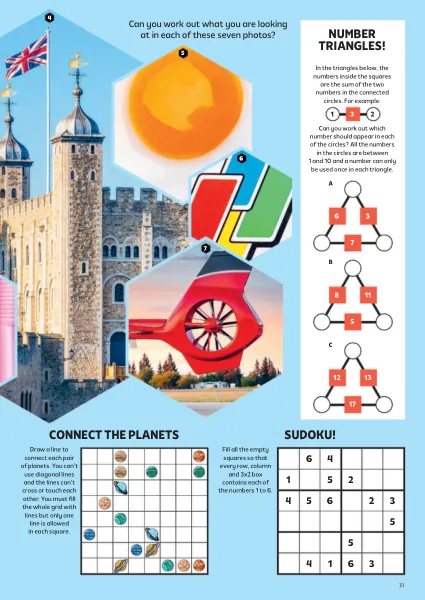 4
Can you work out what you are looking
at in each of these seven photos?
5
6
7
NUMBER
TRIANGLES!
In the triangles below, the
numbers inside the squares
are the sum of the two
numbers in the connected
circles. For example:
1 3 2
Can you work out which
number should appear in each
of the circles? All the numbers
in the circles are between
1 and 10 and a number can only
be used once in each triangle.
A
6 3
7
B
8 11
5
C
12 13
17
CONNECT THE PLANETS
Draw a line to
connect each pair
of planets. You can't
use diagonal lines
and the lines can't
cross or touch each
other. You must fill
the whole grid with
lines but only one
line is allowed
in each square.
SUDOKU!
Fill all the empty
squares so that
every row, column
and 3x2 box
contains each of
the numbers 1 to 6.
6 4
1 5 2
4 5 6 2 3
5
5
4 1 6 3